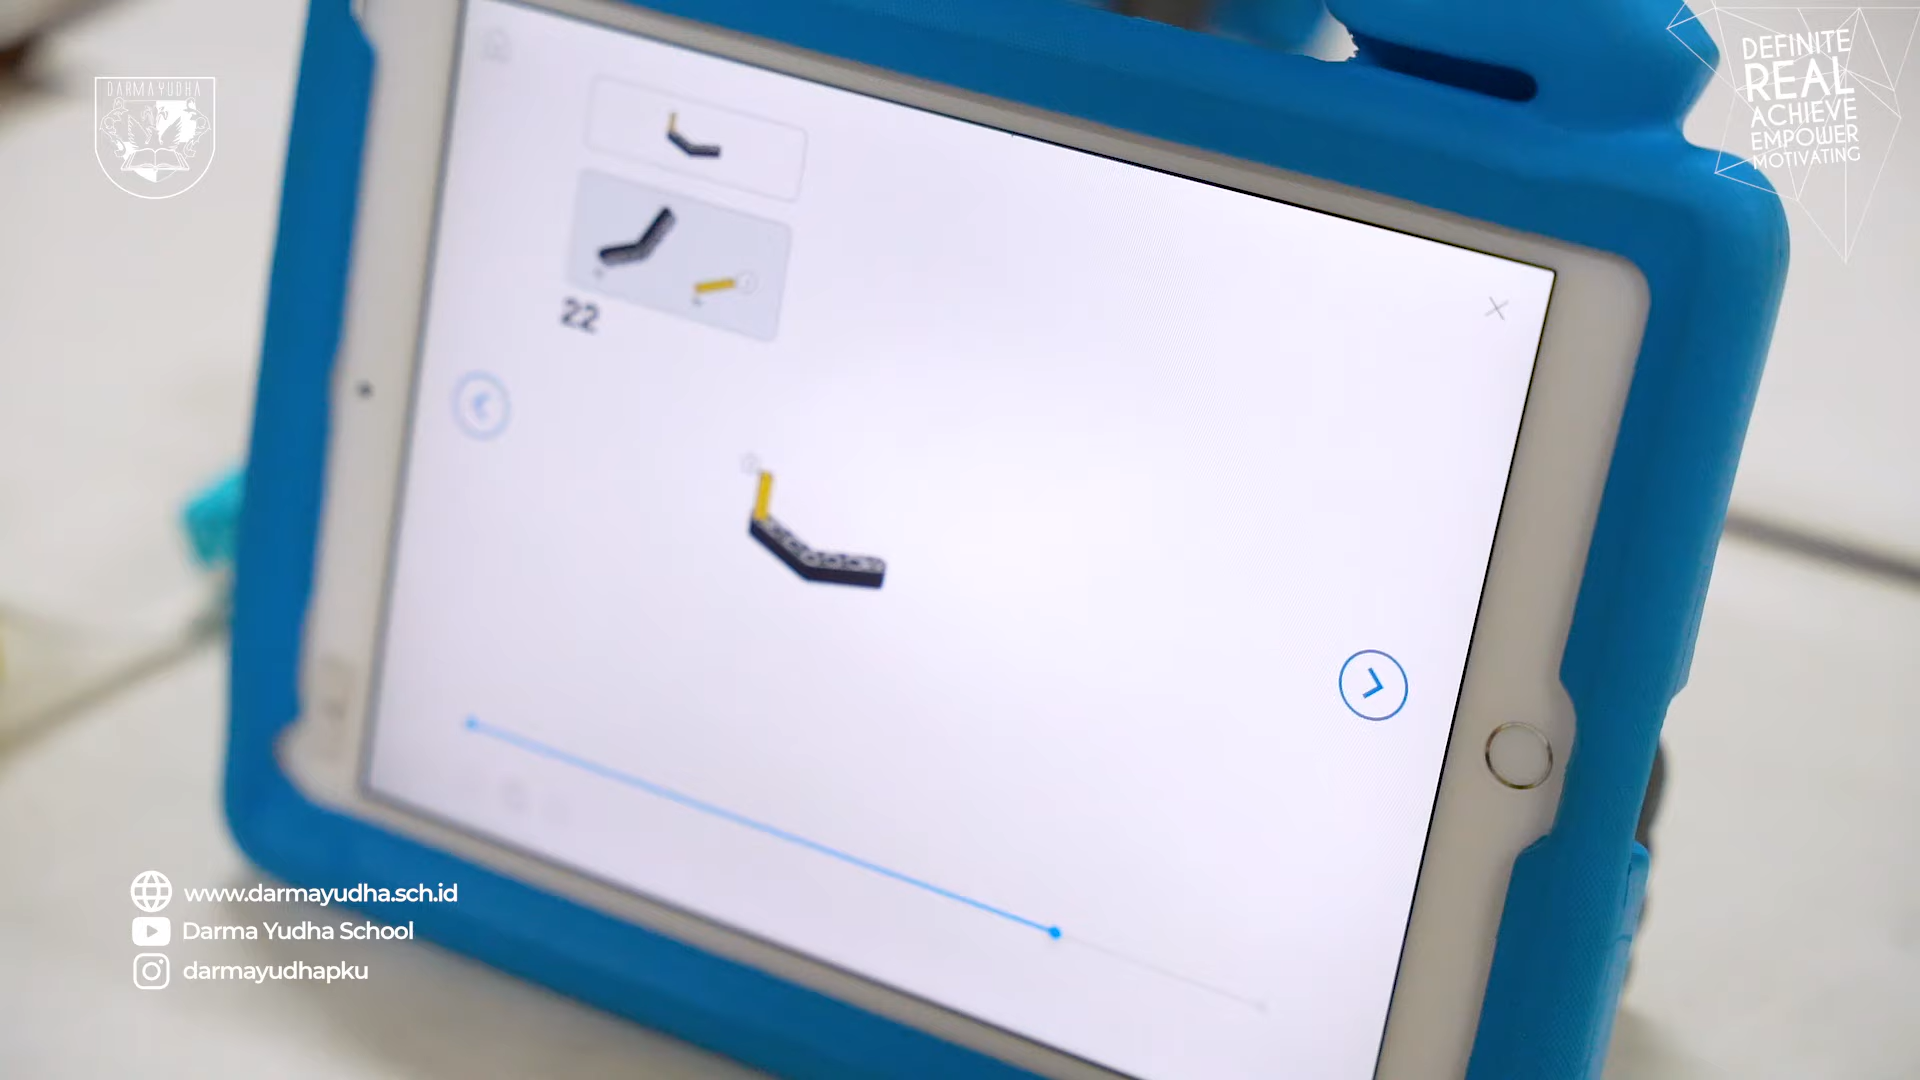 DARMAYUDHA
DEFINITE
REAL
ACHIEVE
EMPOWER
MOTIVATING
22
www.darmayudha.sch.id
Darma Yudha School
darmayudhapku